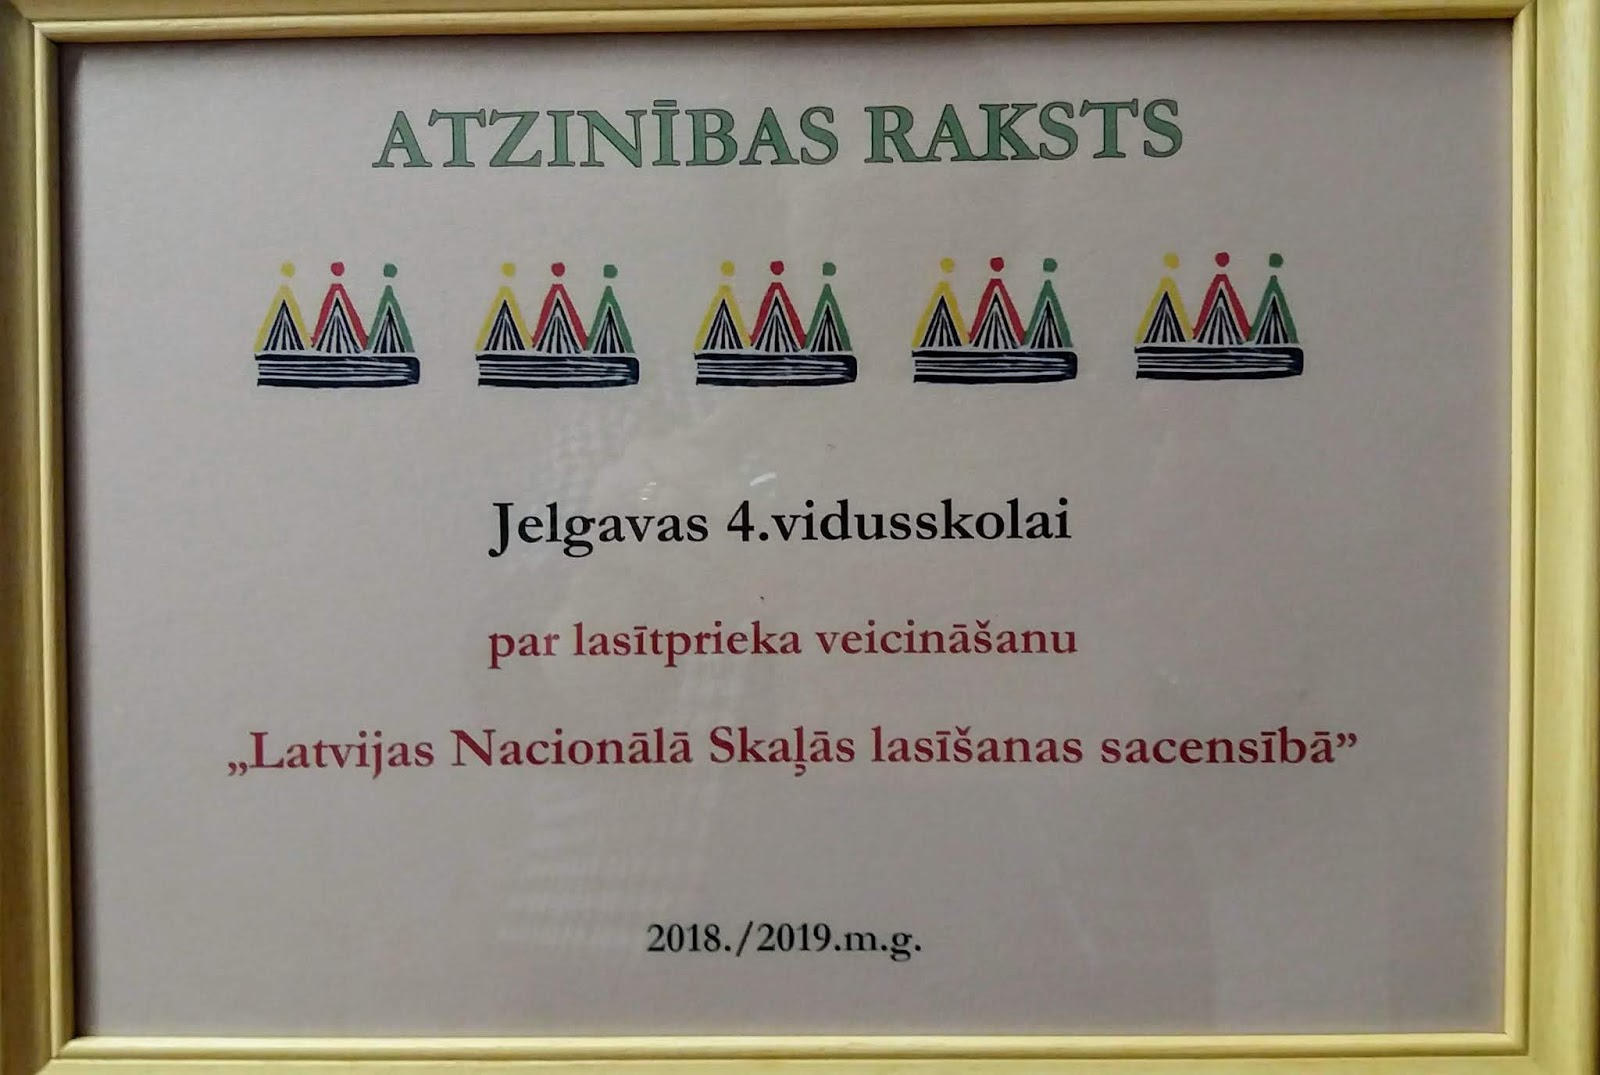 ATZINĪBAS RAKSTS
Jelgavas 4.vidusskolai
par lasītprieka veicināšanu
„Latvijas Nacionālā Skaļās lasīšanas sacensībā”
2018./2019.m.g.